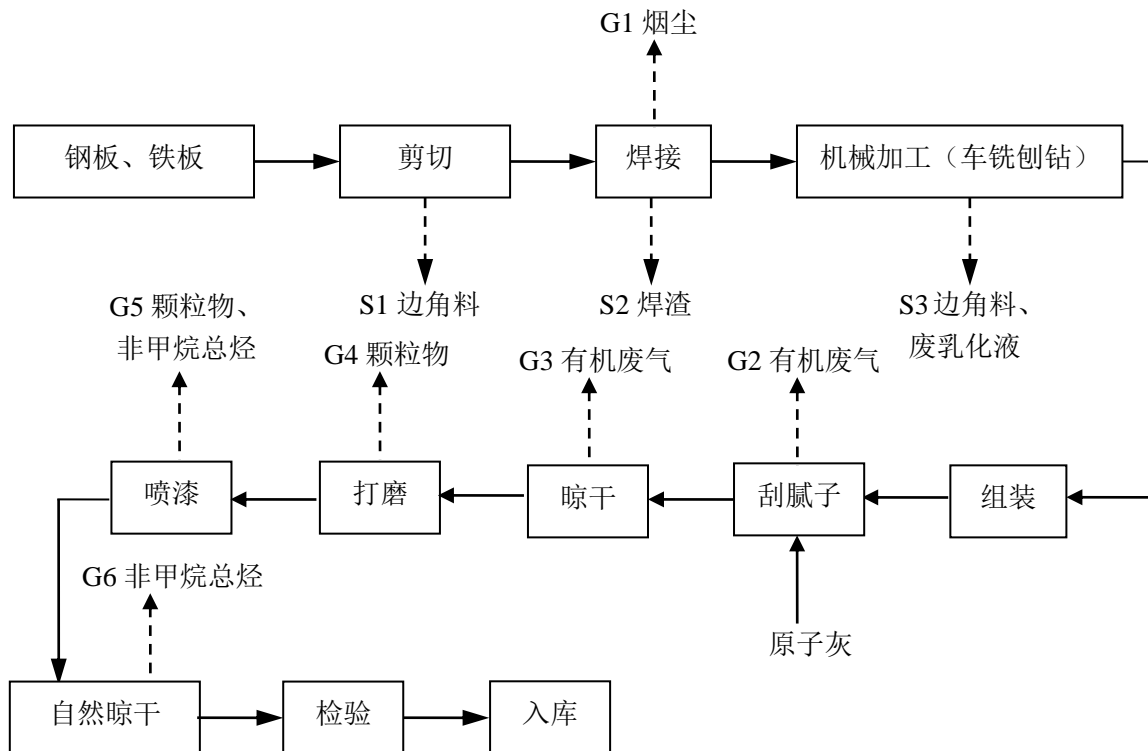 G1 烟尘
钢板、铁板
剪切
焊接
机械加工（车铣刨钻）
S1 边角料
S2 焊渣
S3边角料、
废乳化液
G5 颗粒物、
非甲烷总烃
G4 颗粒物
G3 有机废气
G2 有机废气
喷漆
打磨
晾干
刮腻子
组装
G6 非甲烷总烃
原子灰
自然晾干
检验
入库